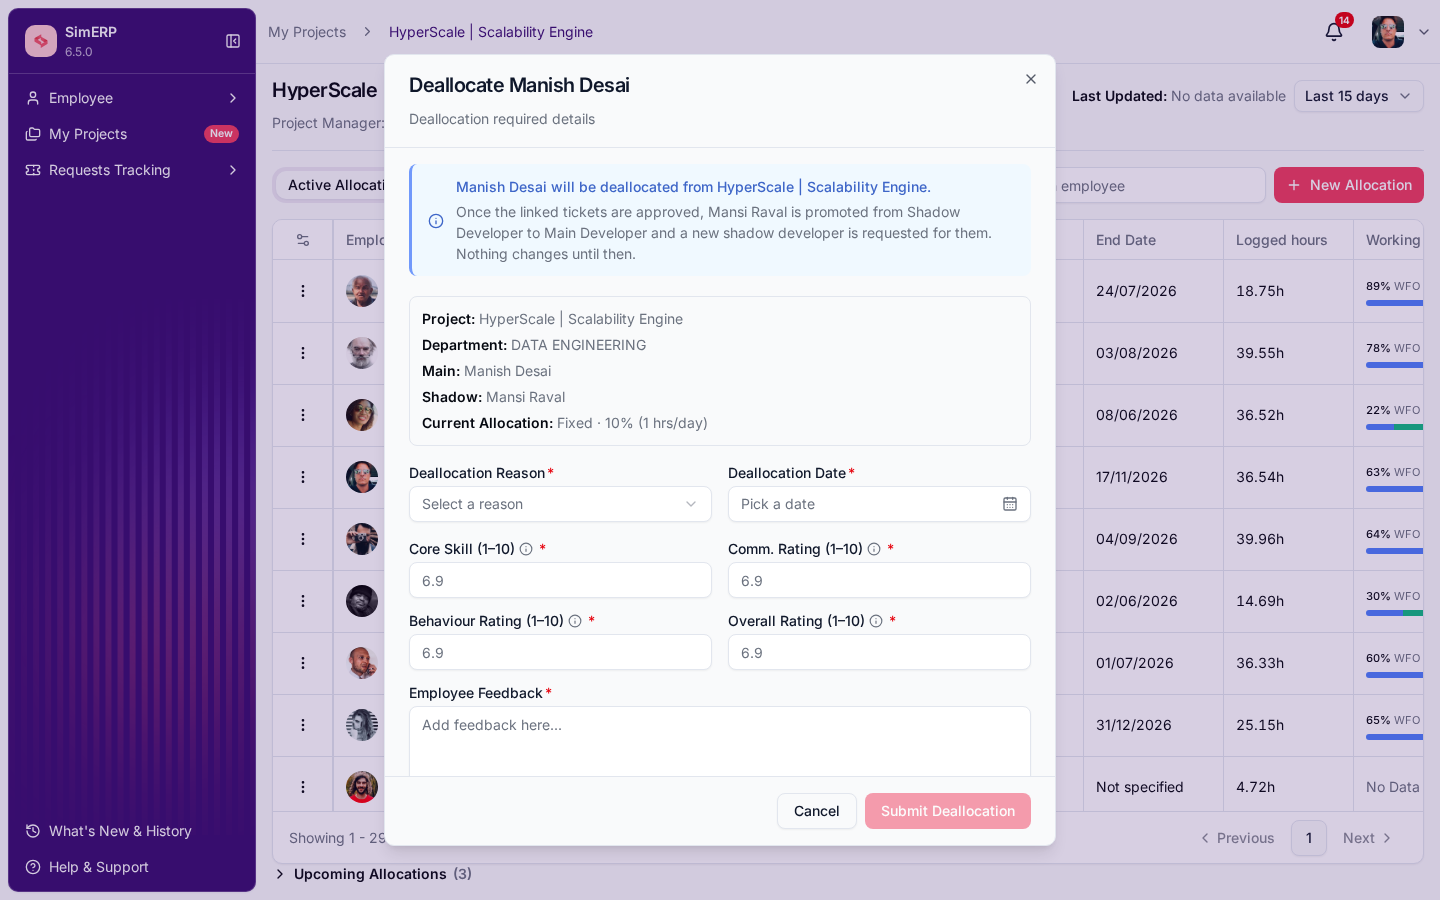 SimERP
6.5.0
Employee
My Projects
New
Requests Tracking
What's New & History
Help & Support
My Projects
HyperScale | Scalability Engine
14
HyperScale
Project Manager:
Last Updated: No data available
Last 15 days
Active Allocati
employee
New Allocation
Emplo
End Date
Logged hours
Working
24/07/2026
18.75h
89% WFO
03/08/2026
39.55h
78% WFO
08/06/2026
36.52h
22% WFO
17/11/2026
36.54h
63% WFO
04/09/2026
39.96h
64% WFO
02/06/2026
14.69h
30% WFO
01/07/2026
36.33h
60% WFO
31/12/2026
25.15h
65% WFO
Not specified
4.72h
No Data
Showing 1 - 29
Previous
1
Next
Upcoming Allocations (3)
Deallocate Manish Desai
Deallocation required details
Manish Desai will be deallocated from HyperScale | Scalability Engine.
Once the linked tickets are approved, Mansi Raval is promoted from Shadow
Developer to Main Developer and a new shadow developer is requested for them.
Nothing changes until then.
Project: HyperScale | Scalability Engine
Department: DATA ENGINEERING
Main: Manish Desai
Shadow: Mansi Raval
Current Allocation: Fixed · 10% (1 hrs/day)
Deallocation Reason*
Select a reason
Deallocation Date*
Pick a date
Core Skill (1–10) *
6.9
Comm. Rating (1–10) *
6.9
Behaviour Rating (1–10) *
6.9
Overall Rating (1–10) *
6.9
Employee Feedback*
Add feedback here...
Cancel
Submit Deallocation